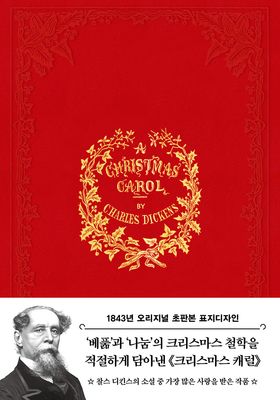 A
CHRISTMAS
CAROL
BY
CHARLES DICKENS
1843년 오리지널 초판본 표지디자인
‘베풂’과 ‘나눔’의 크리스마스 철학을
적절하게 담아낸 《크리스마스 캐럴》
☆ 찰스 디킨스의 소설 중 가장 많은 사랑을 받은 작품 ☆